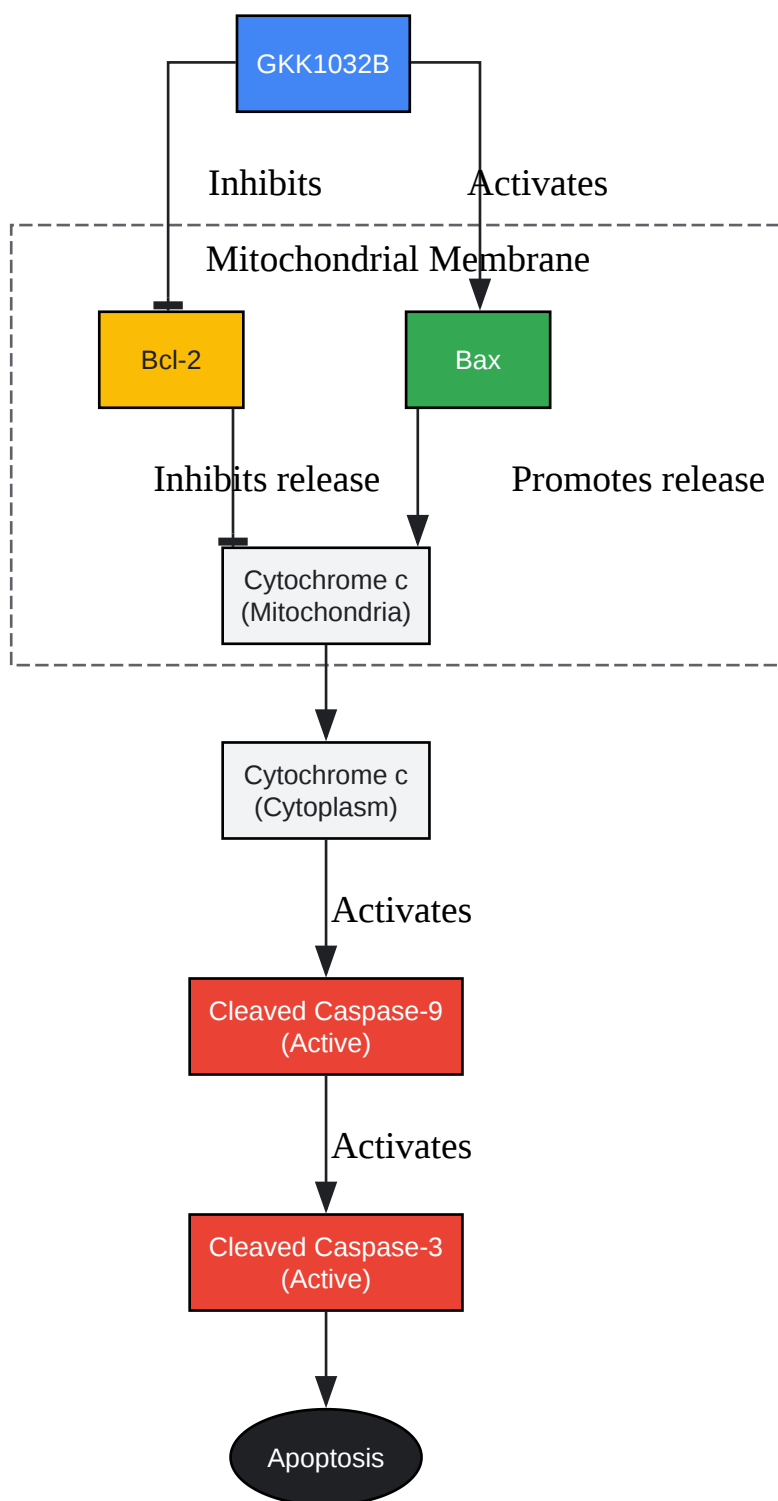 GKK1032B
Inhibits
Activates
Mitochondrial Membrane
Bcl-2
Bax
Inhibits release
Promotes release
Cytochrome c
(Mitochondria)
Cytochrome c
(Cytoplasm)
Activates
Cleaved Caspase-9
(Active)
Activates
Cleaved Caspase-3
(Active)
Apoptosis